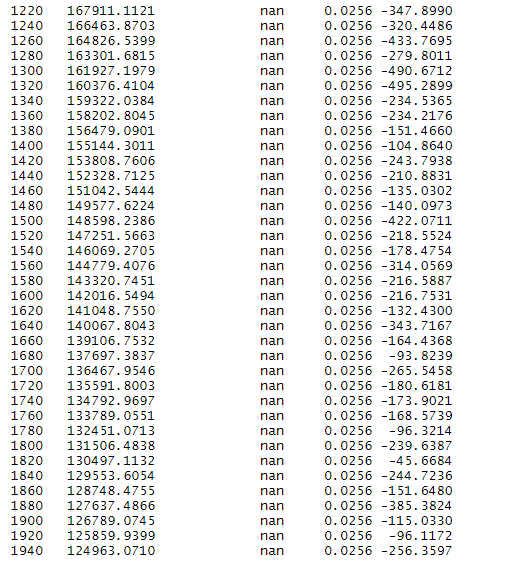 1220 167911.1121 nan 0.0256 -347.8990
1240 166463.8703 nan 0.0256 -320.4486
1260 164826.5399 nan 0.0256 -433.7695
1280 163301.6815 nan 0.0256 -279.8011
1300 161927.1979 nan 0.0256 -490.6712
1320 160376.4104 nan 0.0256 -495.2899
1340 159322.0384 nan 0.0256 -234.5365
1360 158202.8045 nan 0.0256 -234.2176
1380 156479.0901 nan 0.0256 -151.4660
1400 155144.3011 nan 0.0256 -104.8640
1420 153808.7606 nan 0.0256 -243.7938
1440 152328.7125 nan 0.0256 -210.8831
1460 151042.5444 nan 0.0256 -135.0302
1480 149577.6224 nan 0.0256 -140.0973
1500 148598.2386 nan 0.0256 -422.0711
1520 147251.5663 nan 0.0256 -218.5524
1540 146069.2705 nan 0.0256 -178.4754
1560 144779.4076 nan 0.0256 -314.0569
1580 143320.7451 nan 0.0256 -216.5887
1600 142016.5494 nan 0.0256 -216.7531
1620 141048.7550 nan 0.0256 -132.4300
1640 140067.8043 nan 0.0256 -343.7167
1660 139106.7532 nan 0.0256 -164.4368
1680 137697.3837 nan 0.0256 -93.8239
1700 136467.9546 nan 0.0256 -265.5458
1720 135591.8003 nan 0.0256 -180.6181
1740 134792.9697 nan 0.0256 -173.9021
1760 133789.0551 nan 0.0256 -168.5739
1780 132451.0713 nan 0.0256 -96.3214
1800 131506.4838 nan 0.0256 -239.6387
1820 130497.1132 nan 0.0256 -45.6684
1840 129553.6054 nan 0.0256 -244.7236
1860 128748.4755 nan 0.0256 -151.6480
1880 127637.4866 nan 0.0256 -385.3824
1900 126789.0745 nan 0.0256 -115.0330
1920 125859.9399 nan 0.0256 -96.1172
1940 124963.0710 nan 0.0256 -256.3597